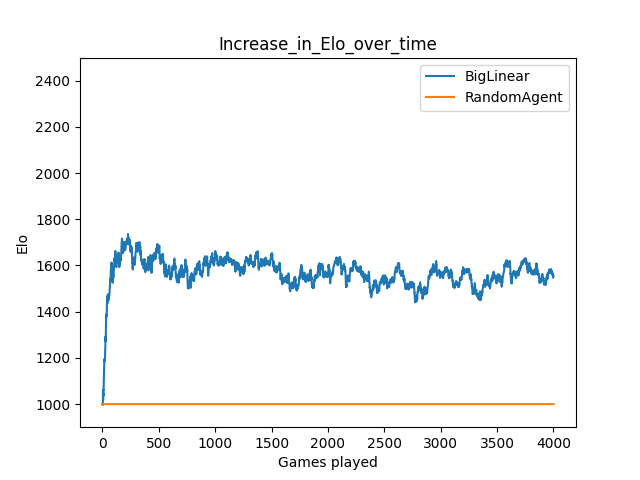 Increase_in_Elo_over_time
BigLinear
RandomAgent
2400
2200
2000
1800
1600
1400
1200
1000
Elo
0 500 1000 1500 2000 2500 3000 3500 4000
Games played